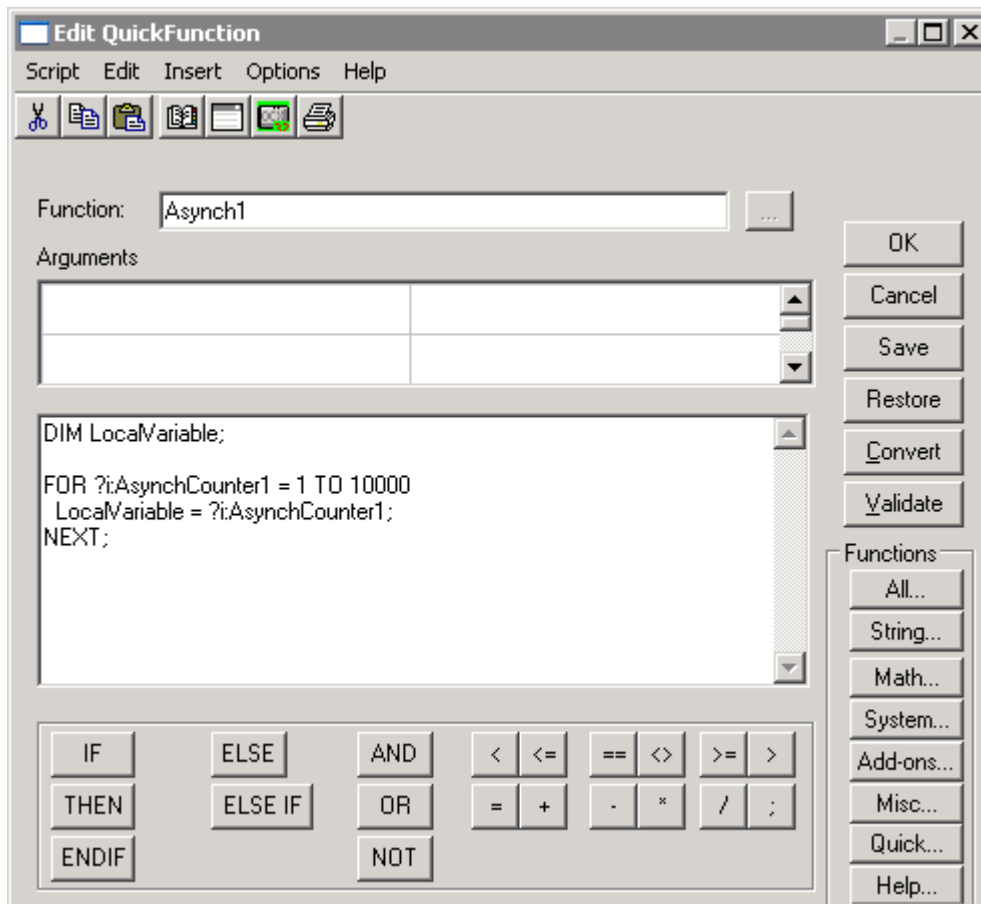 Edit QuickFunction
Script Edit Insert Options Help
Function: Asynch1 ...
Arguments
OK
Cancel
Save
Restore
Convert
Validate
DIM LocalVariable;
FOR ?i:AsynchCounter1 = 1 TO 10000
LocalVariable = ?i:AsynchCounter1;
NEXT;
Functions
All...
String...
Math...
System...
Add-ons...
Misc...
Quick...
Help...
IF ELSE AND < <= == <> >= >
THEN ELSE IF OR = + - * / ;
ENDIF NOT